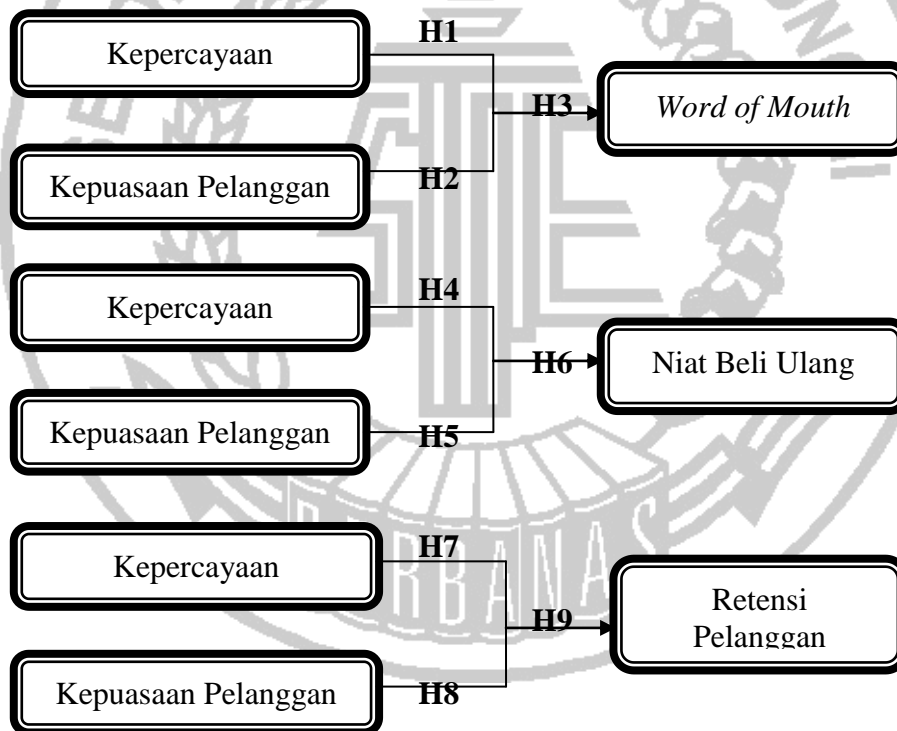 Kepercayaan
H1
H3
Word of Mouth
Kepuasaan Pelanggan
H2
Kepercayaan
H4
H6
Niat Beli Ulang
Kepuasaan Pelanggan
H5
Kepercayaan
H7
H9
Retensi
Pelanggan
Kepuasaan Pelanggan
H8